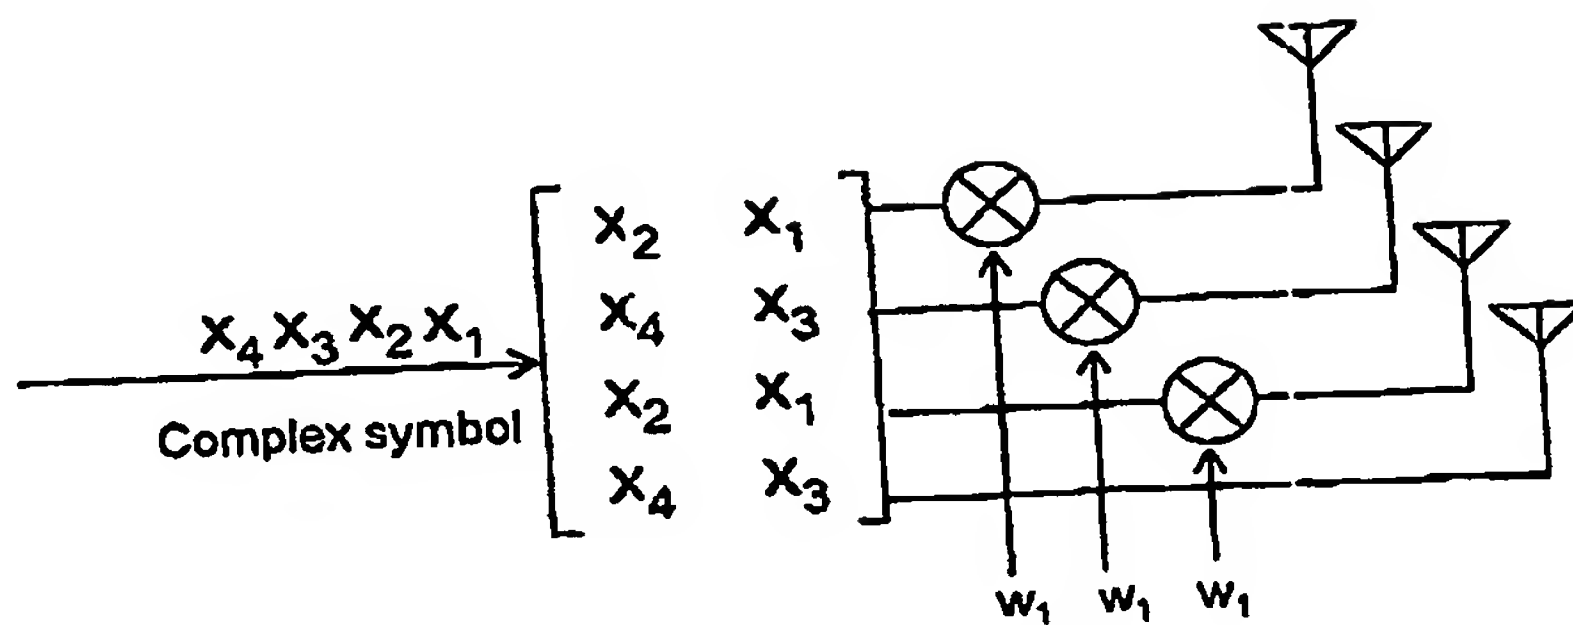 X₂ X₁
X₄ X₃
X₄ X₃ X₂ X₁
X₂ X₁
Complex symbol
X₄ X₃
w₁ w₁ w₁